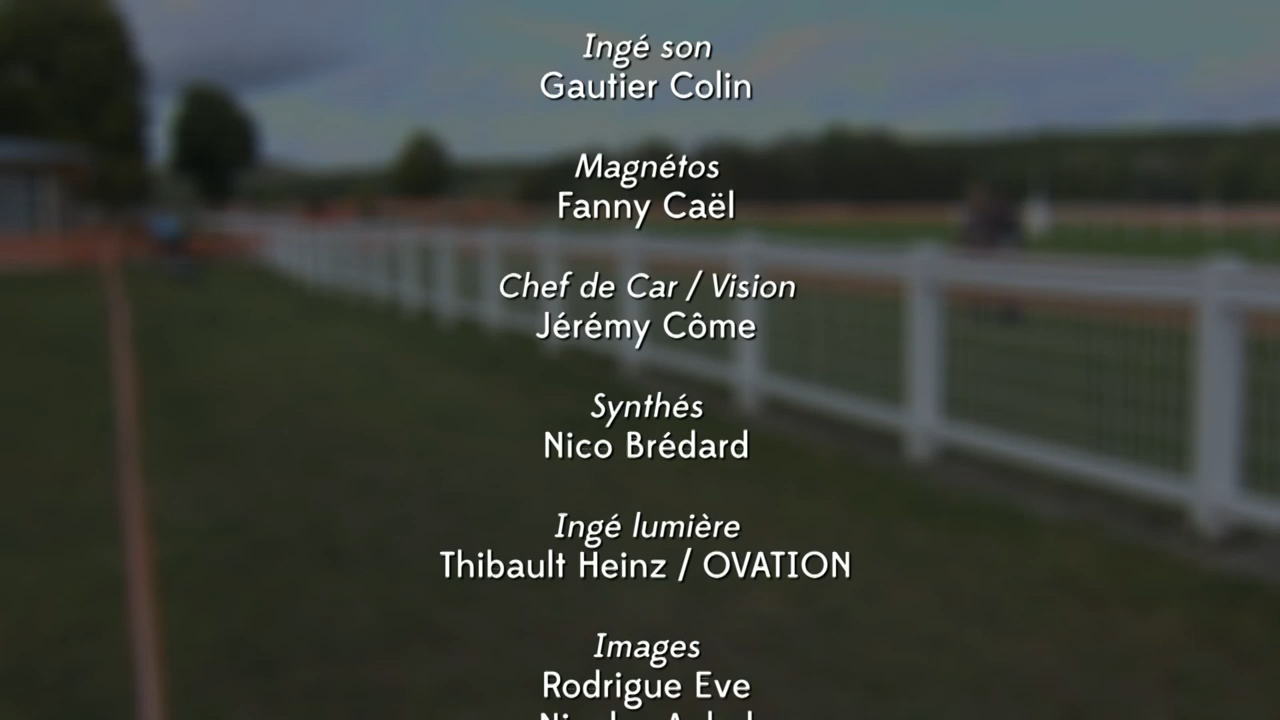 Ingé son
Gautier Colin
Magnétos
Fanny Caël
Chef de Car / Vision
Jérémy Côme
Synthés
Nico Brédard
Ingé lumière
Thibault Heinz / OVATION
Images
Rodrigue Eve